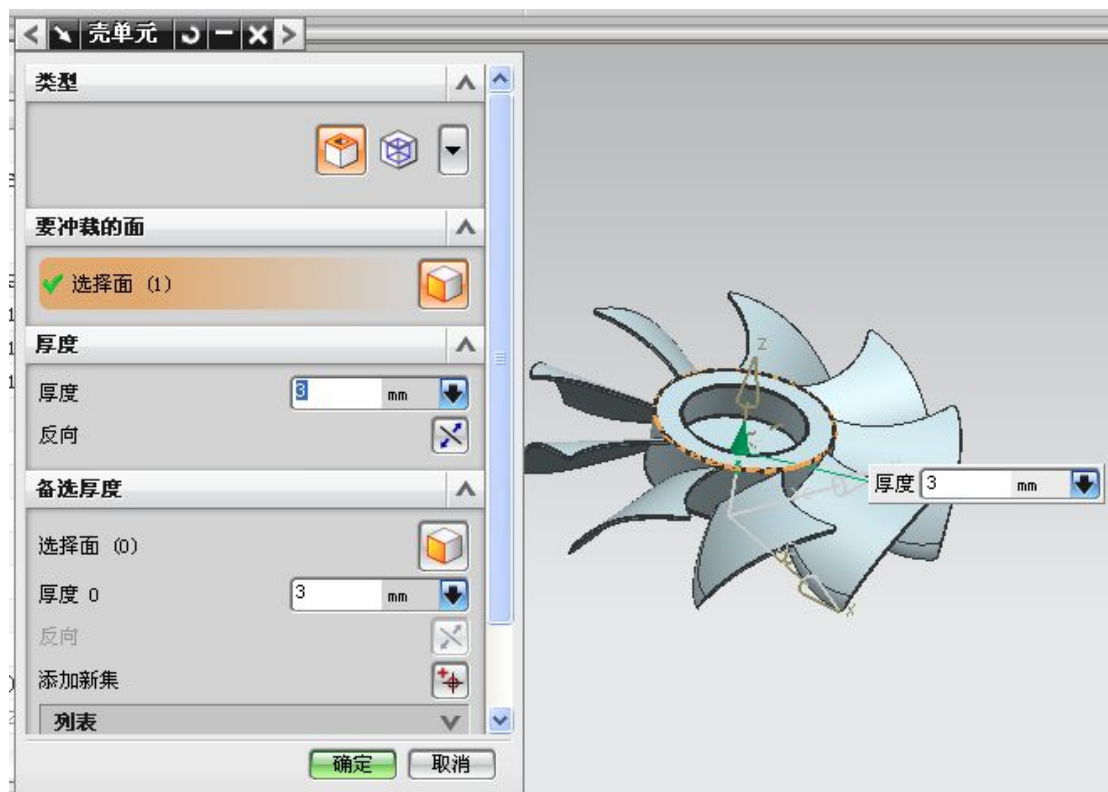 壳单元
类型
要冲裁的面
选择面 (1)
厚度
厚度 3 mm
反向
备选厚度
选择面 (0)
厚度 0 3 mm
反向
添加新集
列表
确定 取消
z
厚度 3 mm
x